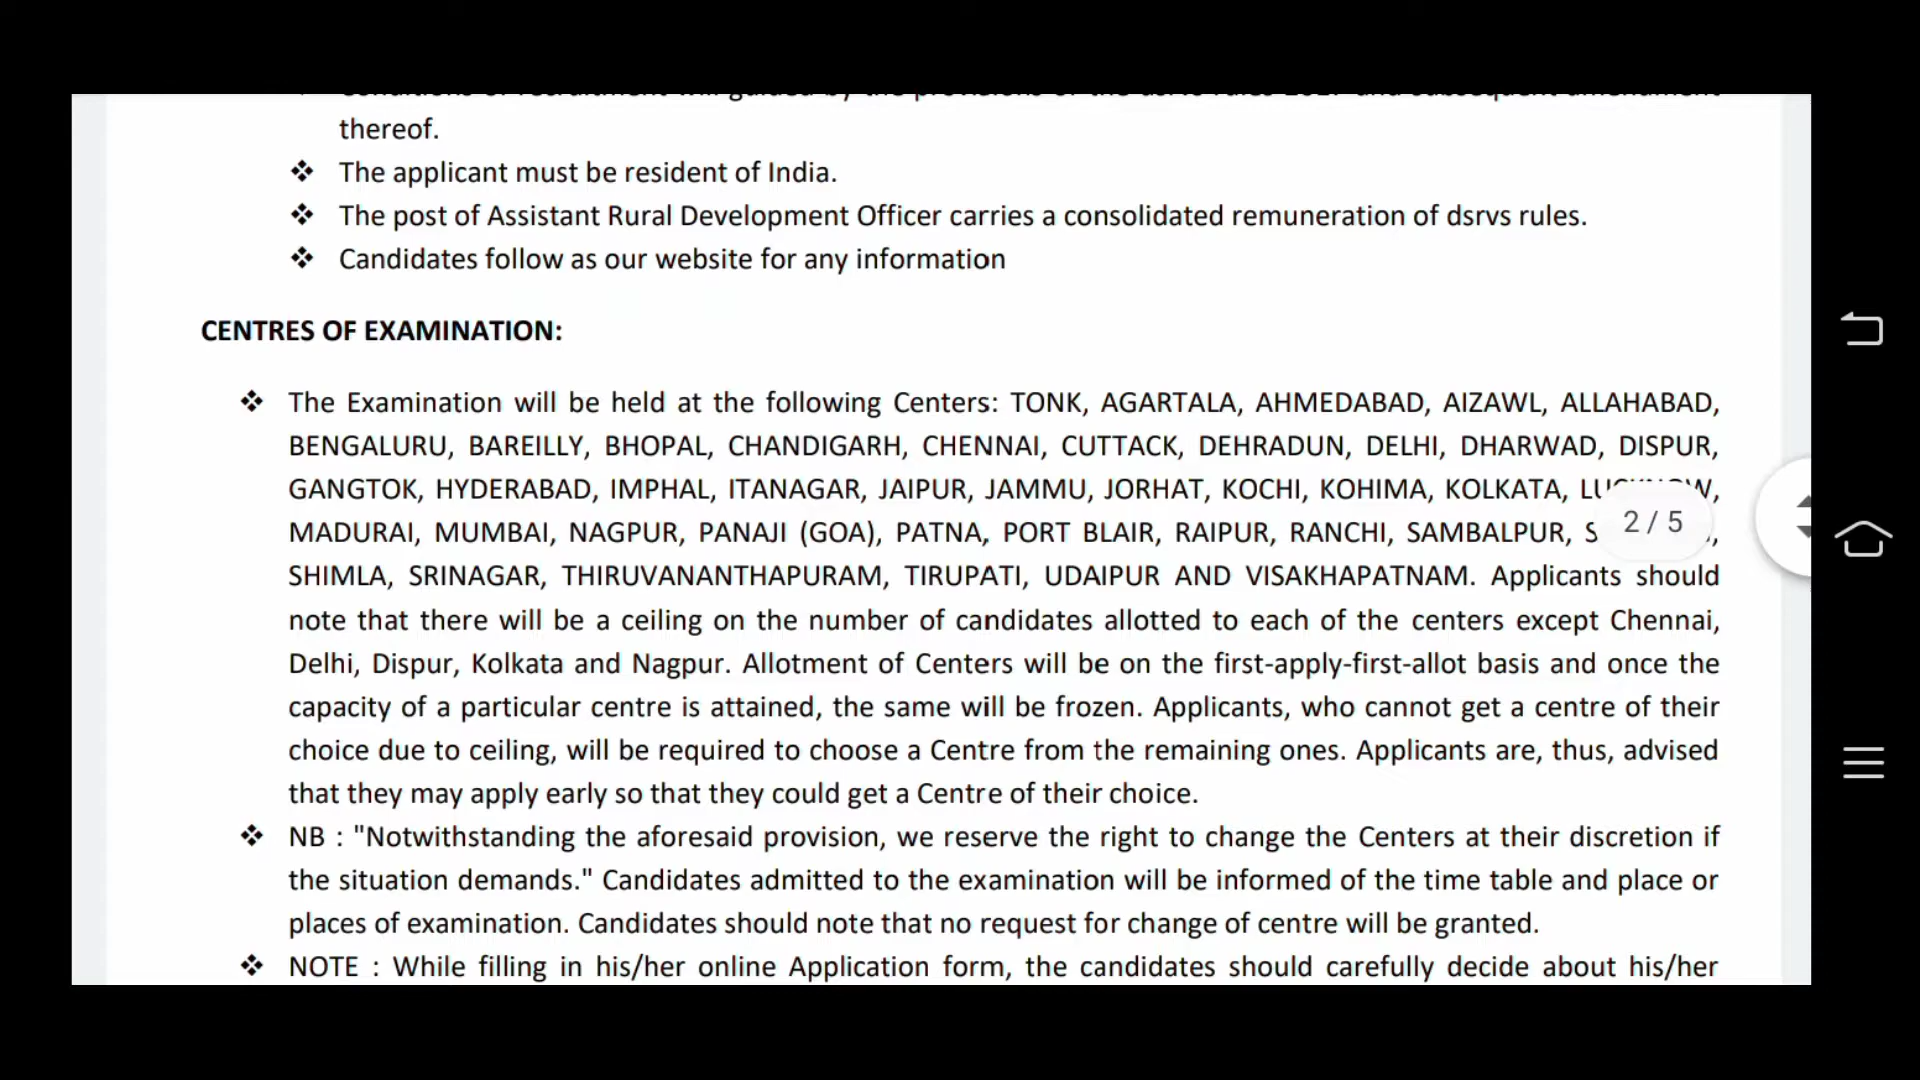 thereof.
❖ The applicant must be resident of India.
❖ The post of Assistant Rural Development Officer carries a consolidated remuneration of dsrvs rules.
❖ Candidates follow as our website for any information
CENTRES OF EXAMINATION:
❖ The Examination will be held at the following Centers: TONK, AGARTALA, AHMEDABAD, AIZAWL, ALLAHABAD,
BENGALURU, BAREILLY, BHOPAL, CHANDIGARH, CHENNAI, CUTTACK, DEHRADUN, DELHI, DHARWAD, DISPUR,
GANGTOK, HYDERABAD, IMPHAL, ITANAGAR, JAIPUR, JAMMU, JORHAT, KOCHI, KOHIMA, KOLKATA,
MADURAI, MUMBAI, NAGPUR, PANAJI (GOA), PATNA, PORT BLAIR, RAIPUR, RANCHI, SAMBALPUR,
2 / 5
SHIMLA, SRINAGAR, THIRUVANANTHAPURAM, TIRUPATI, UDAIPUR AND VISAKHAPATNAM. Applicants should
note that there will be a ceiling on the number of candidates allotted to each of the centers except Chennai,
Delhi, Dispur, Kolkata and Nagpur. Allotment of Centers will be on the first-apply-first-allot basis and once the
capacity of a particular centre is attained, the same will be frozen. Applicants, who cannot get a centre of their
choice due to ceiling, will be required to choose a Centre from the remaining ones. Applicants are, thus, advised
that they may apply early so that they could get a Centre of their choice.
❖ NB : "Notwithstanding the aforesaid provision, we reserve the right to change the Centers at their discretion if
the situation demands." Candidates admitted to the examination will be informed of the time table and place or
places of examination. Candidates should note that no request for change of centre will be granted.
❖ NOTE : While filling in his/her online Application form, the candidates should carefully decide about his/her